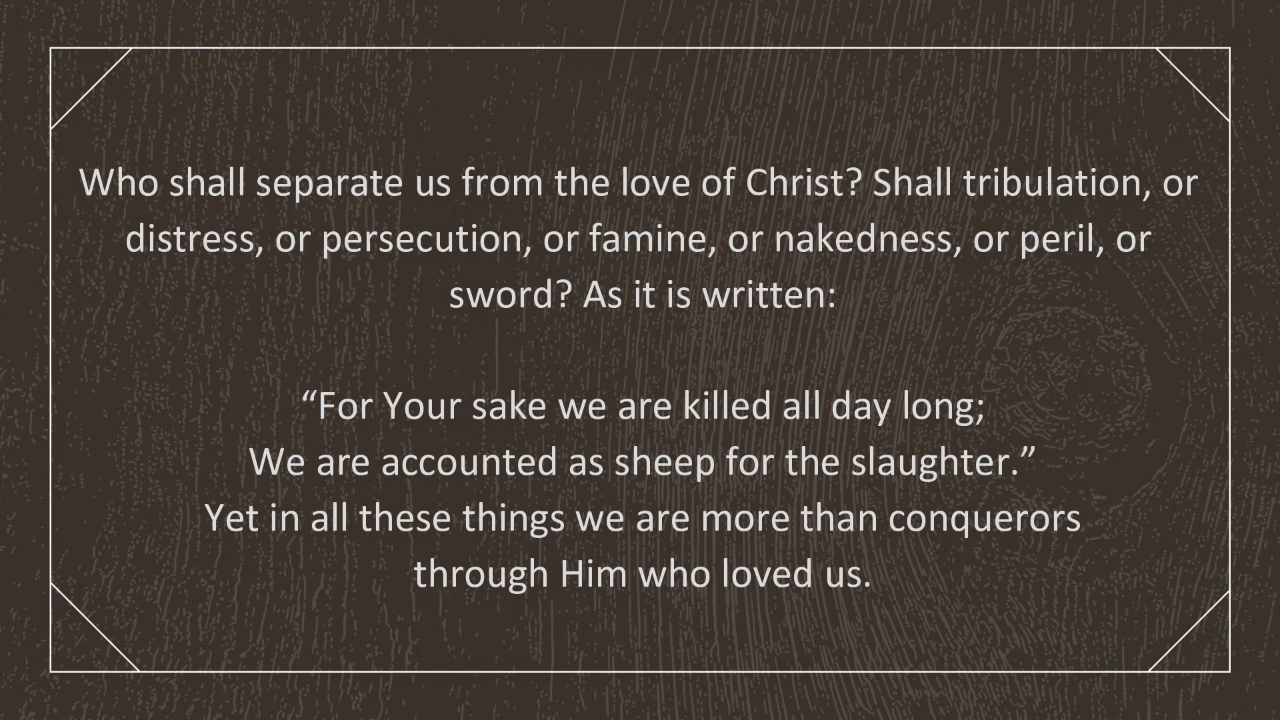 Who shall separate us from the love of Christ? Shall tribulation, or
distress, or persecution, or famine, or nakedness, or peril, or
sword? As it is written:
“For Your sake we are killed all day long;
We are accounted as sheep for the slaughter.”
Yet in all these things we are more than conquerors
through Him who loved us.